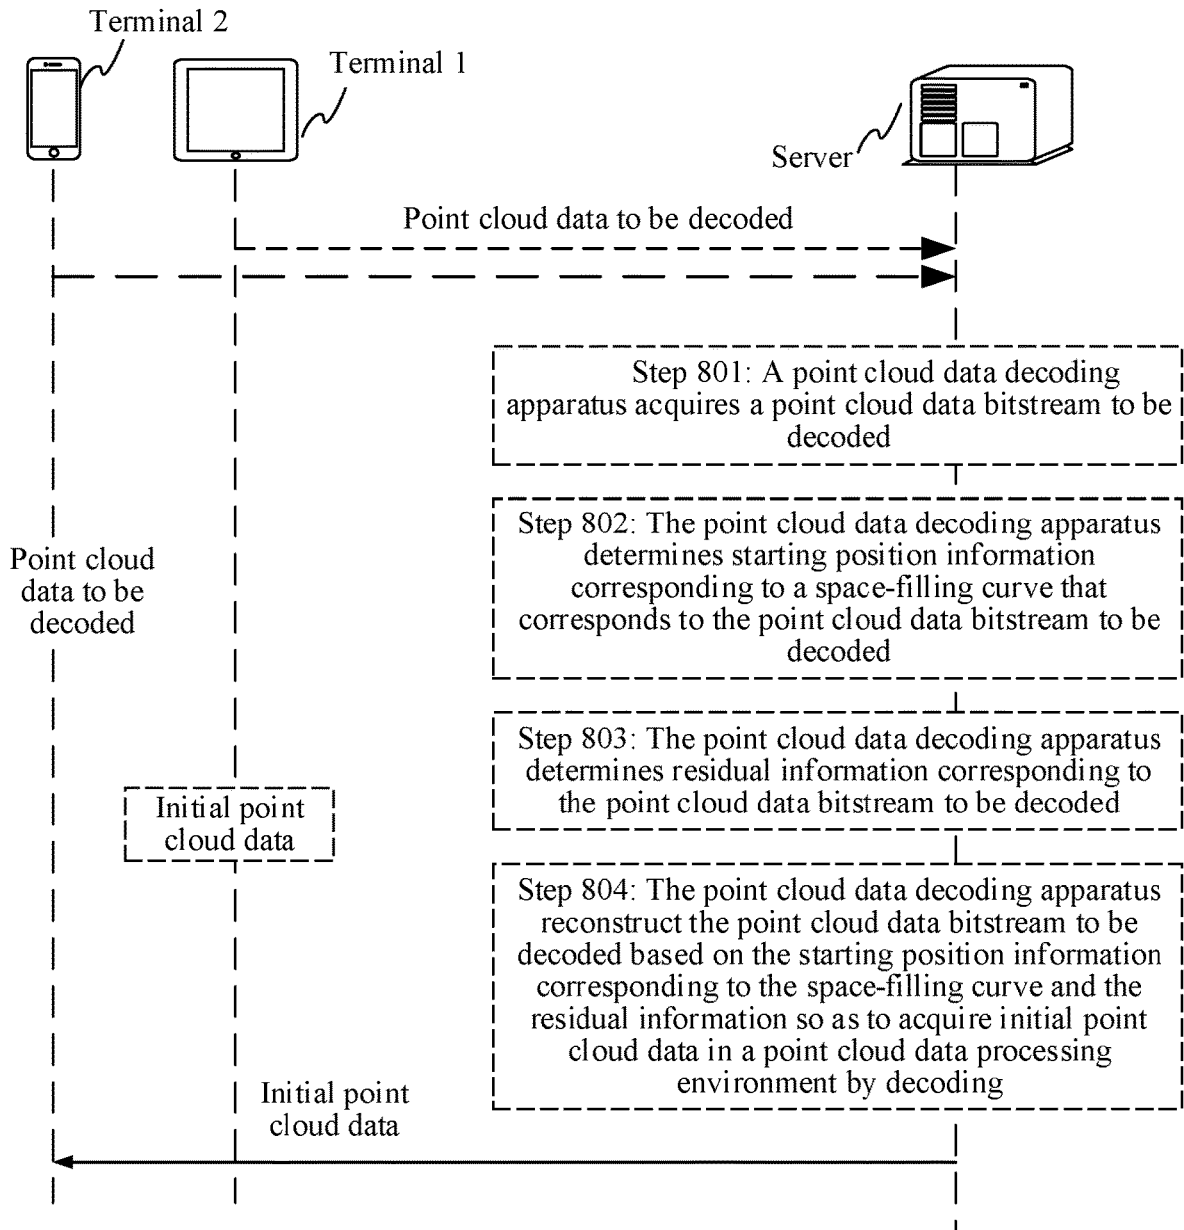 Terminal 2
Terminal 1
Server
Point cloud data to be decoded
Step 801: A point cloud data decoding
apparatus acquires a point cloud data bitstream to be
decoded
Step 802: The point cloud data decoding apparatus
determines starting position information
corresponding to a space-filling curve that
corresponds to the point cloud data bitstream to be
decoded
Point cloud
data to be
decoded
Step 803: The point cloud data decoding apparatus
determines residual information corresponding to
the point cloud data bitstream to be decoded
Initial point
cloud data
Step 804: The point cloud data decoding apparatus
reconstruct the point cloud data bitstream to be
decoded based on the starting position information
corresponding to the space-filling curve and the
residual information so as to acquire initial point
cloud data in a point cloud data processing
environment by decoding
Initial point
cloud data